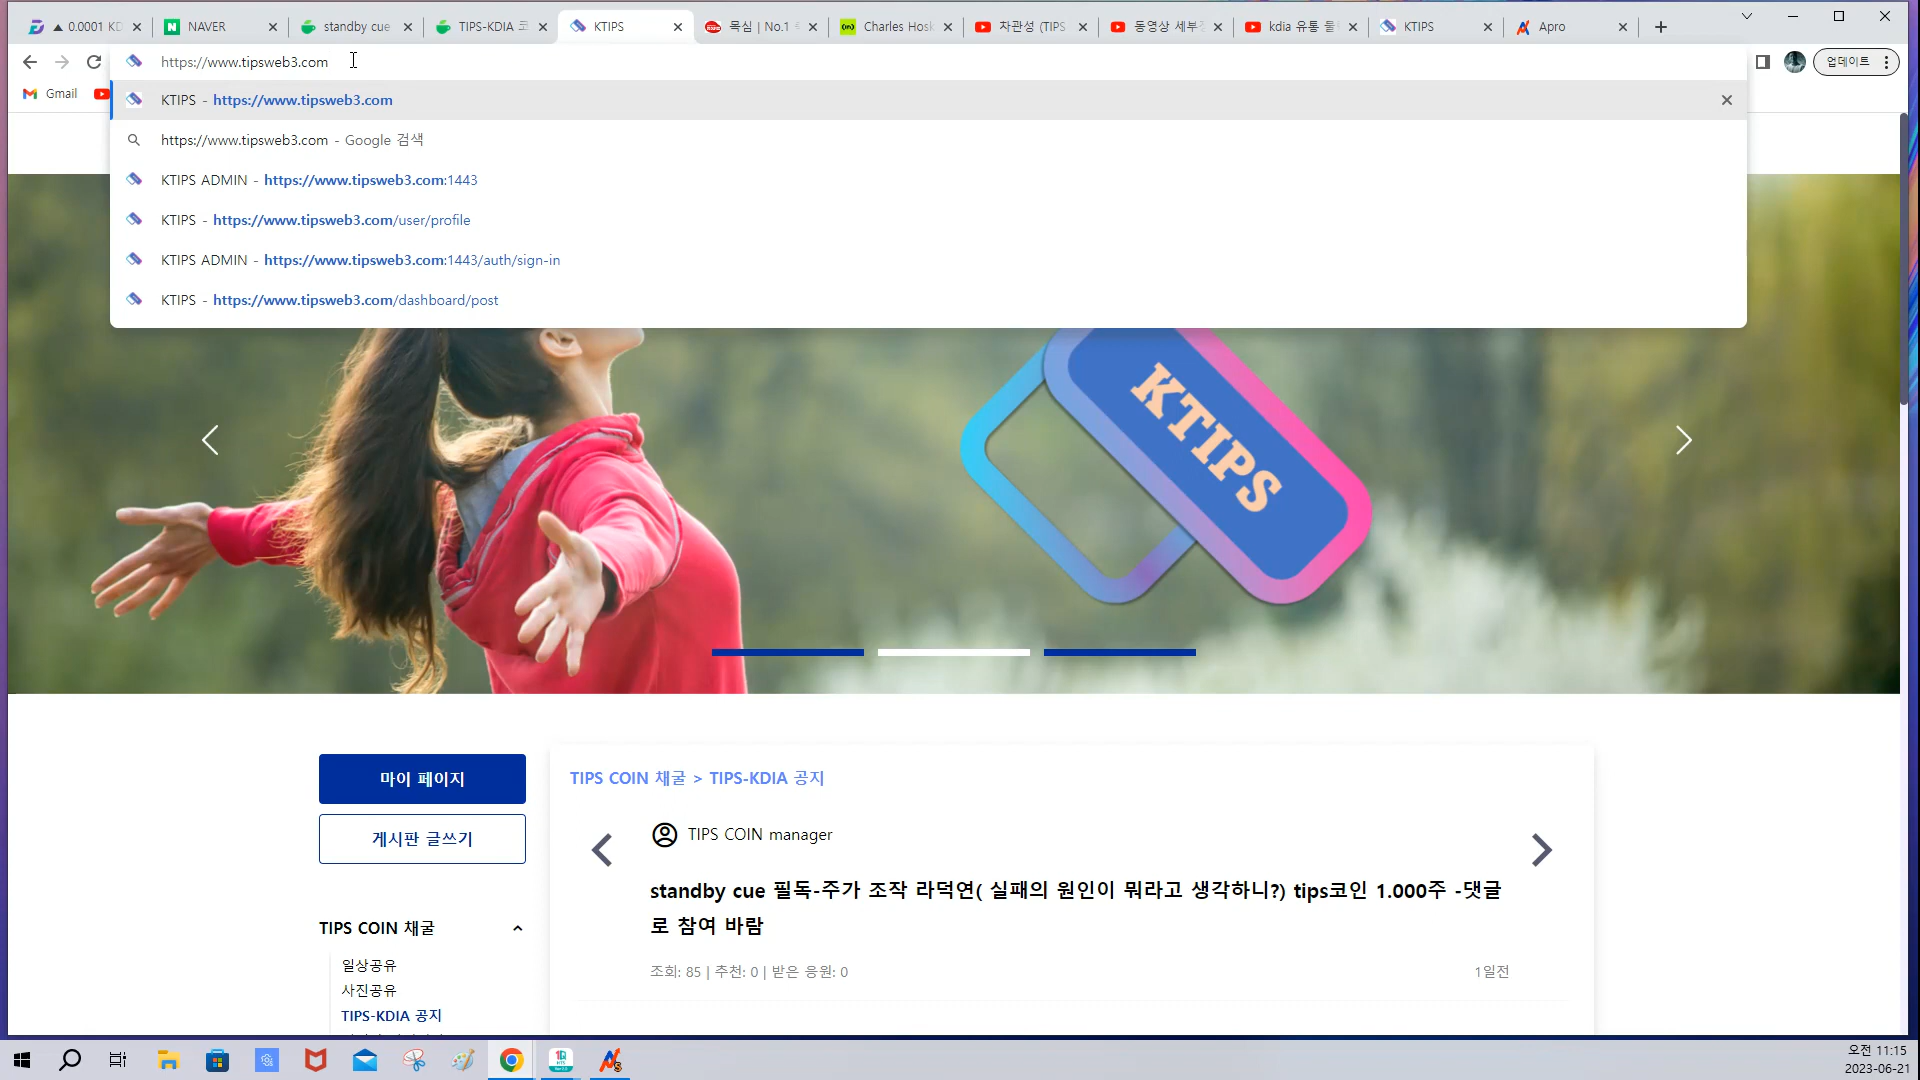 ▲ 0.0001 KD
NAVER
standby cue
TIPS-KDIA 코
KTIPS
목심 | No.1
Charles Hosk
차관성 (TIPS
동영상 세부
kdia 유통 물
KTIPS
Apro
https://www.tipsweb3.com
업데이트
Gmail
KTIPS - https://www.tipsweb3.com
https://www.tipsweb3.com - Google 검색
KTIPS ADMIN - https://www.tipsweb3.com:1443
KTIPS - https://www.tipsweb3.com/user/profile
KTIPS ADMIN - https://www.tipsweb3.com:1443/auth/sign-in
KTIPS - https://www.tipsweb3.com/dashboard/post
KTIPS
마이 페이지
게시판 글쓰기
TIPS COIN 채굴
일상공유
사진공유
TIPS-KDIA 공지
TIPS COIN 채굴 > TIPS-KDIA 공지
TIPS COIN manager
standby cue 필독-주가 조작 라덕연( 실패의 원인이 뭐라고 생각하니?) tips코인 1.000주 -댓글
로 참여 바람
조회: 85 | 추천: 0 | 받은 응원: 0
1일전
오전 11:15
2023-06-21